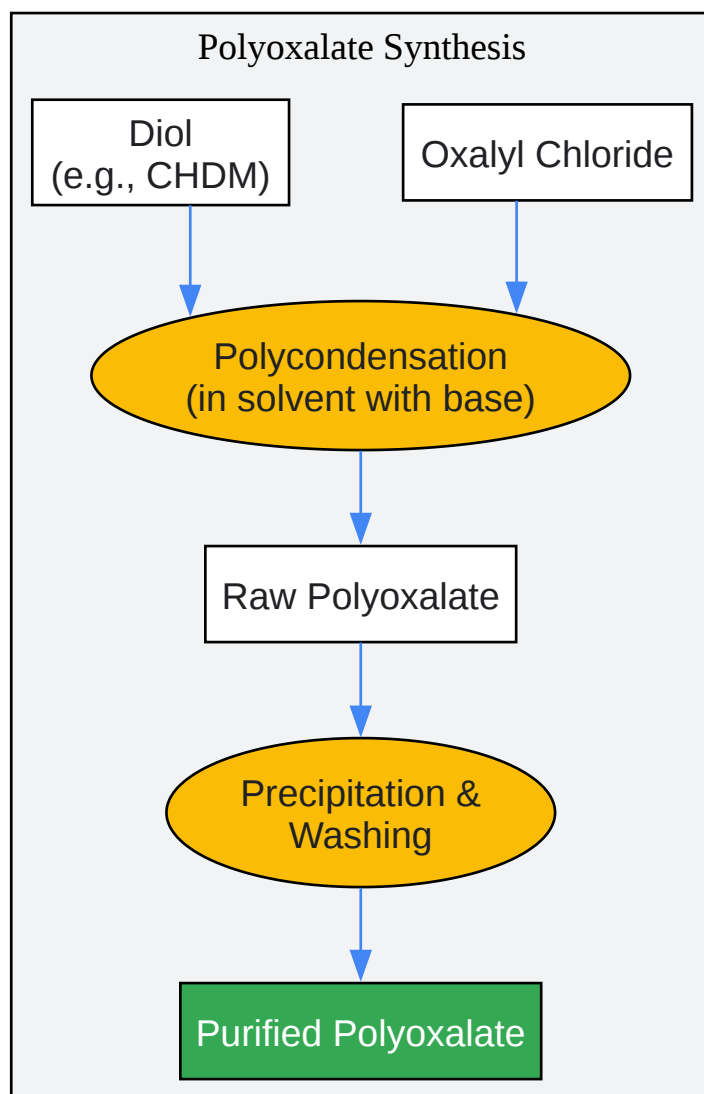 Polyoxalate Synthesis
Diol
(e.g., CHDM)
Oxalyl Chloride
Polycondensation
(in solvent with base)
Raw Polyoxalate
Precipitation &
Washing
Purified Polyoxalate